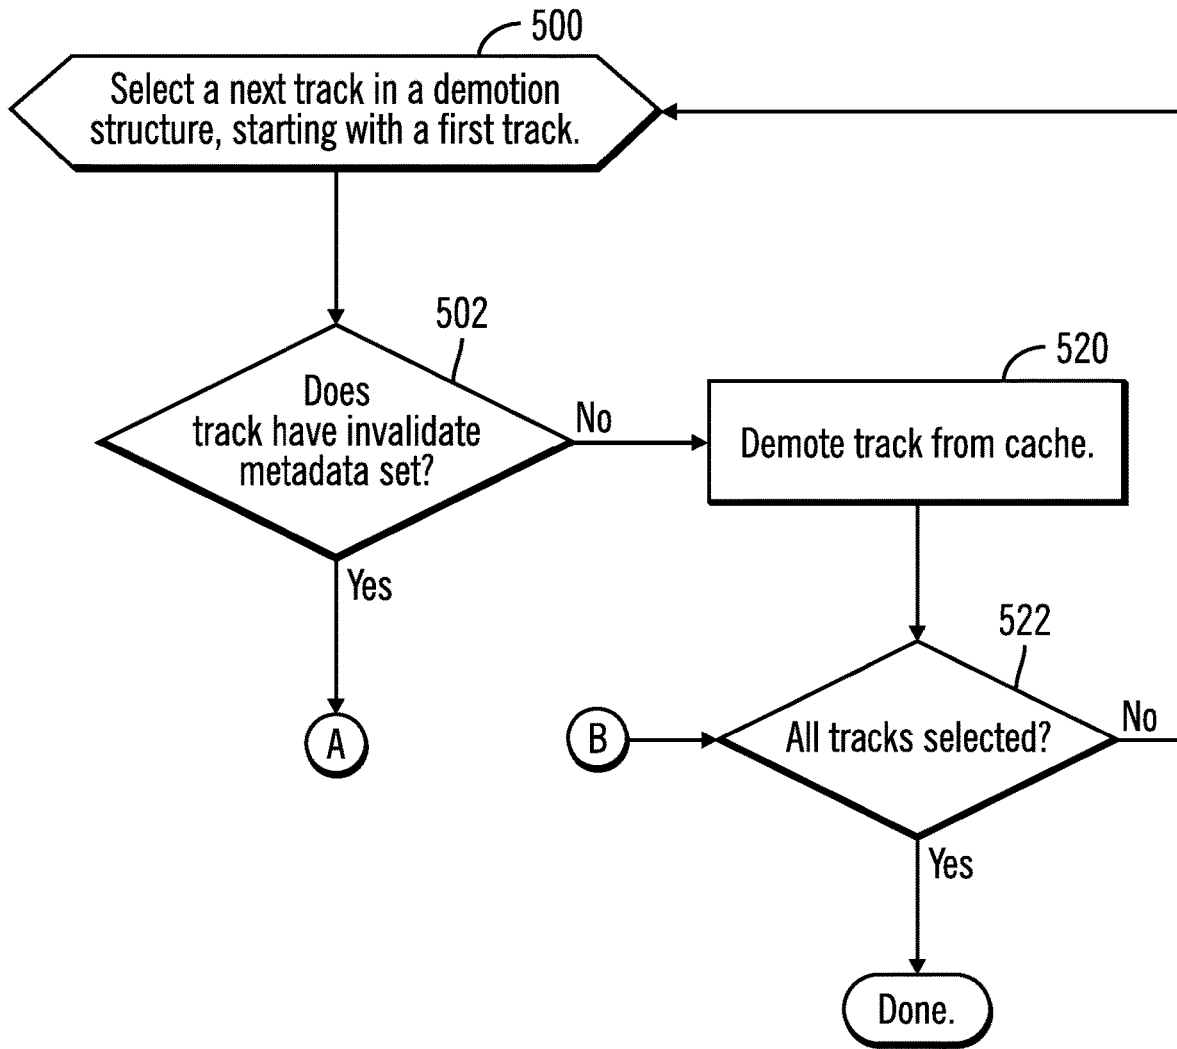 500
Select a next track in a demotion
structure, starting with a first track.
502
Does
track have invalidate
metadata set?
No
520
Demote track from cache.
Yes
522
A
B
All tracks selected?
No
Yes
Done.